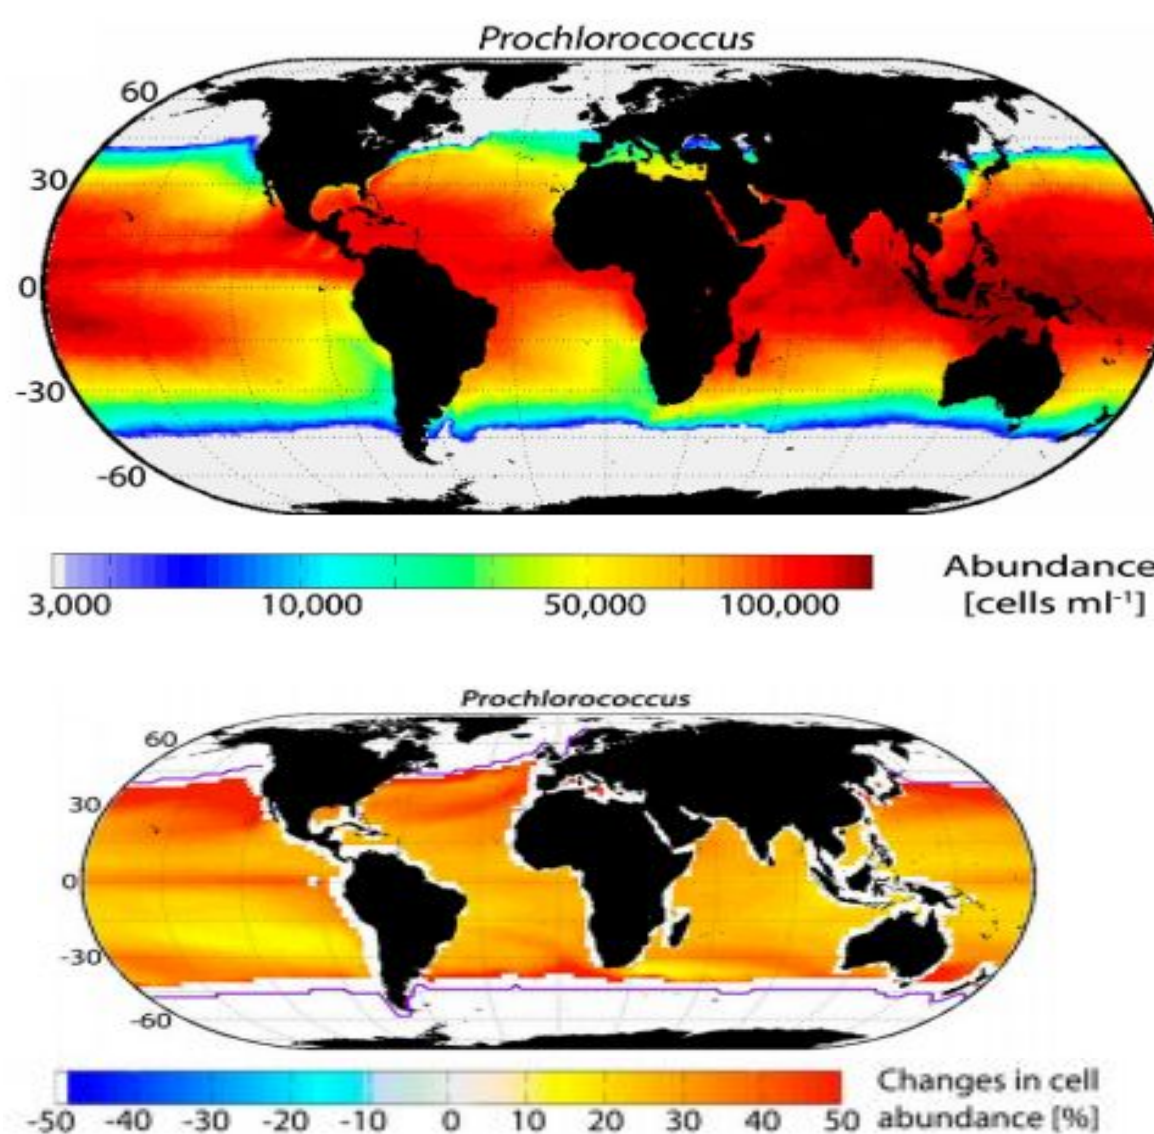 Prochlorococcus
60
30
0
-30
-60
3,000 10,000 50,000 100,000
Abundance
[cells ml-1]
Prochlorococcus
60
30
0
-30
-60
-50 -40 -30 -20 -10 0 10 20 30 40 50
Changes in cell
abundance [%]